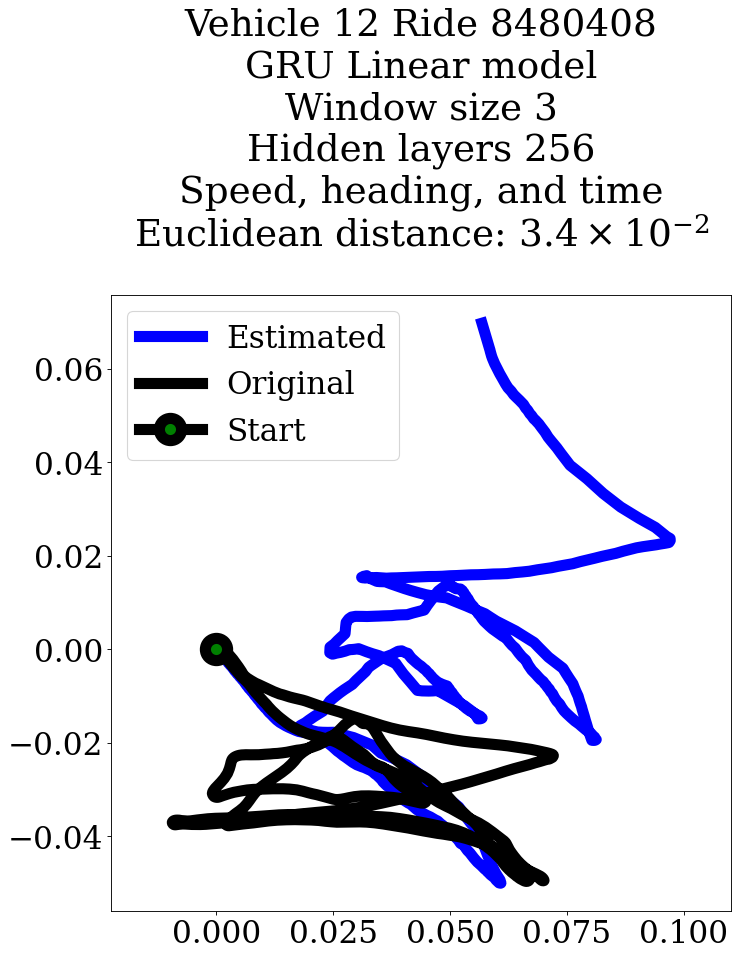 Vehicle 12 Ride 8480408
GRU Linear model
Window size 3
Hidden layers 256
Speed, heading, and time
Euclidean distance: 3.4 × 10⁻²
Estimated
Original
Start
0.06
0.04
0.02
0.00
−0.02
−0.04
0.000 0.025 0.050 0.075 0.100